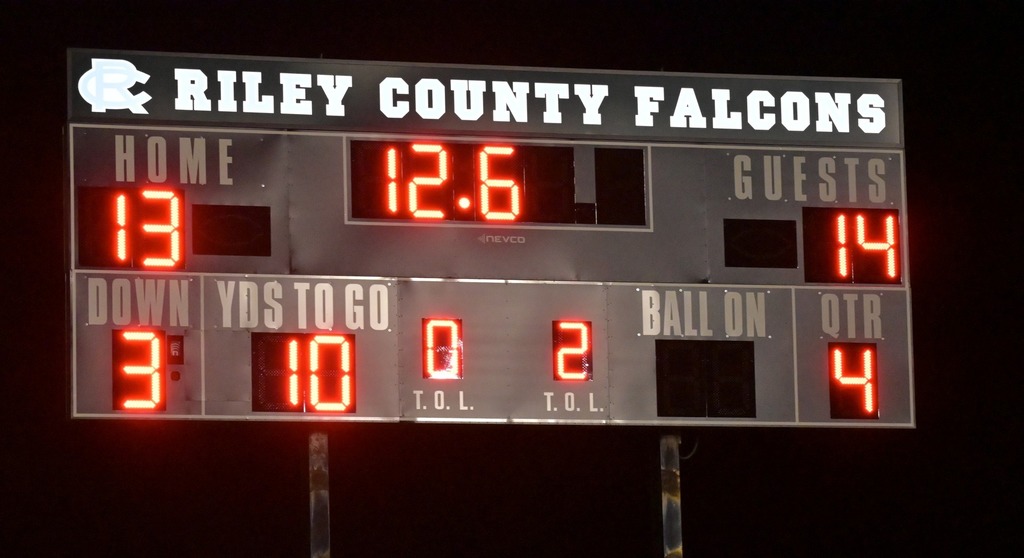 RC RILEY COUNTY FALCONS
HOME 12.6 GUESTS
13 14
NEVCO
DOWN YDS TO GO BALL ON QTR
3 10 0 2 4
T.O.L. T.O.L.